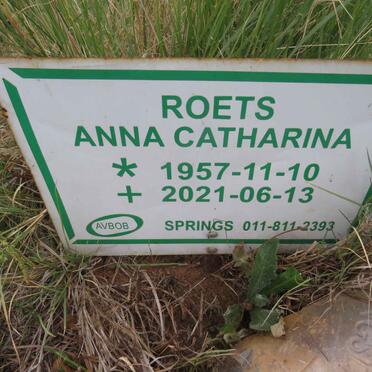 ROETS
ANNA CATHARINA
* 1957-11-10
+ 2021-06-13
AVBOB SPRINGS 011-811-2393